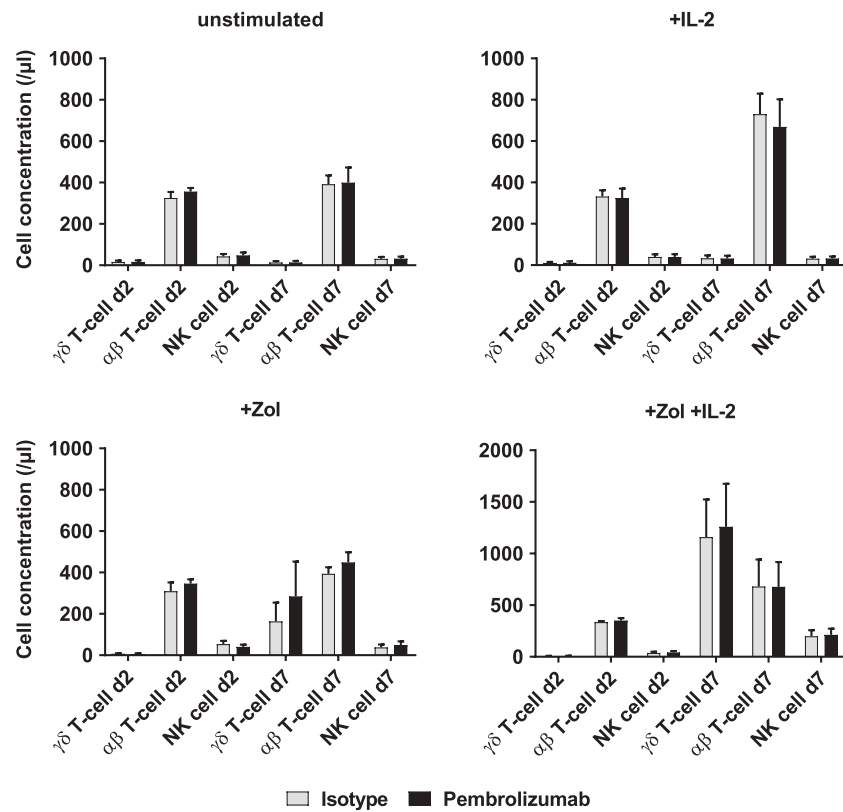 unstimulated
Cell concentration (/μl)
1000
800
600
400
200
0
γδ T-cell d2
αβ T-cell d2
NK cell d2
γδ T-cell d7
αβ T-cell d7
NK cell d7
+IL-2
1000
800
600
400
200
0
γδ T-cell d2
αβ T-cell d2
NK cell d2
γδ T-cell d7
αβ T-cell d7
NK cell d7
+Zol
Cell concentration (/μl)
1000
800
600
400
200
0
γδ T-cell d2
αβ T-cell d2
NK cell d2
γδ T-cell d7
αβ T-cell d7
NK cell d7
+Zol +IL-2
2000
1500
1000
500
0
γδ T-cell d2
αβ T-cell d2
NK cell d2
γδ T-cell d7
αβ T-cell d7
NK cell d7
Isotype Pembrolizumab